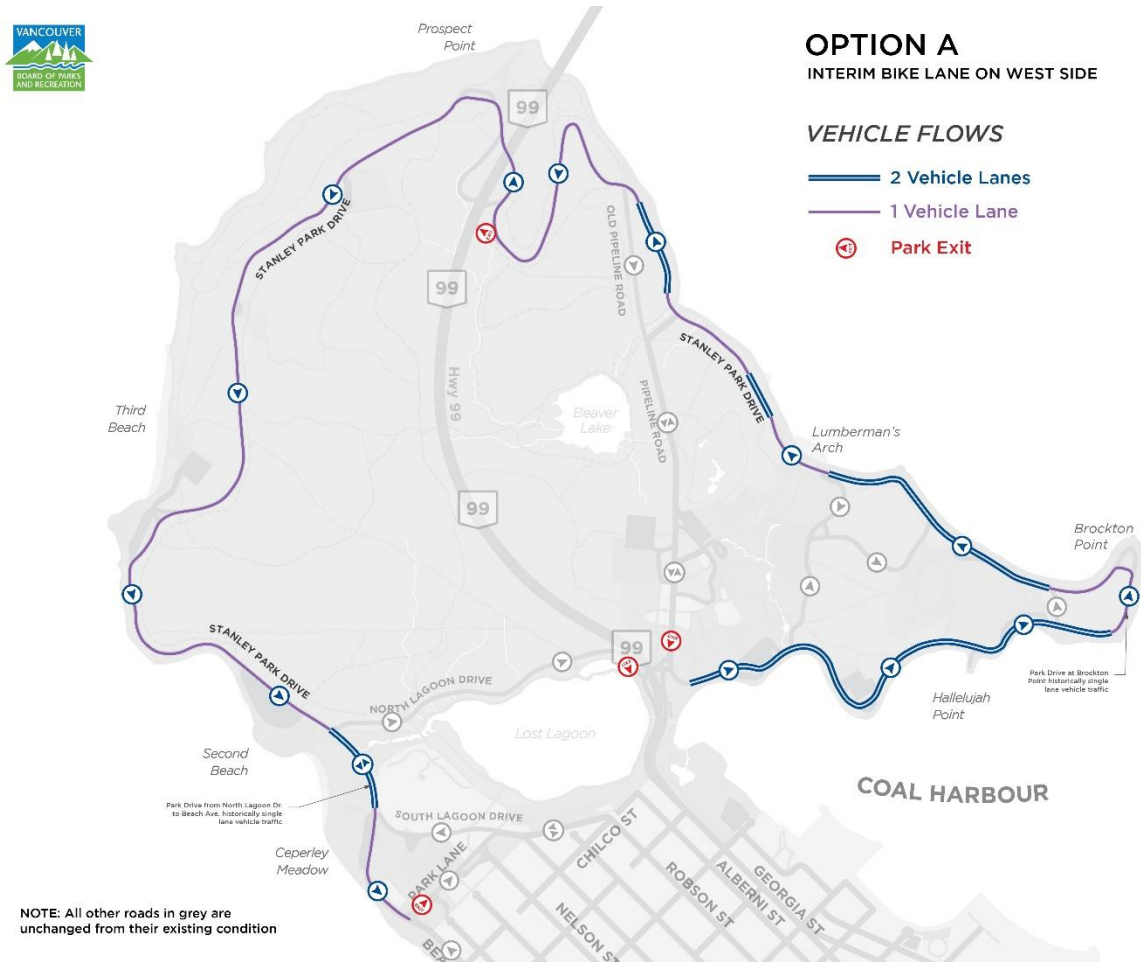 VANCOUVER
BOARD OF PARKS
AND RECREATION
Prospect
Point
OPTION A
INTERIM BIKE LANE ON WEST SIDE
VEHICLE FLOWS
2 Vehicle Lanes
1 Vehicle Lane
Park Exit
99
STANLEY PARK DRIVE
OLD PIPELINE ROAD
99
Hwy 99
STANLEY PARK DRIVE
PIPELINE ROAD
Third
Beach
Beaver
Lake
Lumberman's
Arch
99
Brockton
Point
STANLEY PARK DRIVE
99
NORTH LAGOON DRIVE
Park Drive at Brockton
Point historically single
lane vehicle traffic
Hallelujah
Point
Lost Lagoon
Second
Beach
COAL HARBOUR
Park Drive from North Lagoon Dr.
to Beach Ave. historically single
lane vehicle traffic
SOUTH LAGOON DRIVE
CHILCO ST
Ceperley
Meadow
PARK LANE
GEORGIA ST
ALBERNI ST
ROBSON ST
NELSON ST
NOTE: All other roads in grey are
unchanged from their existing condition